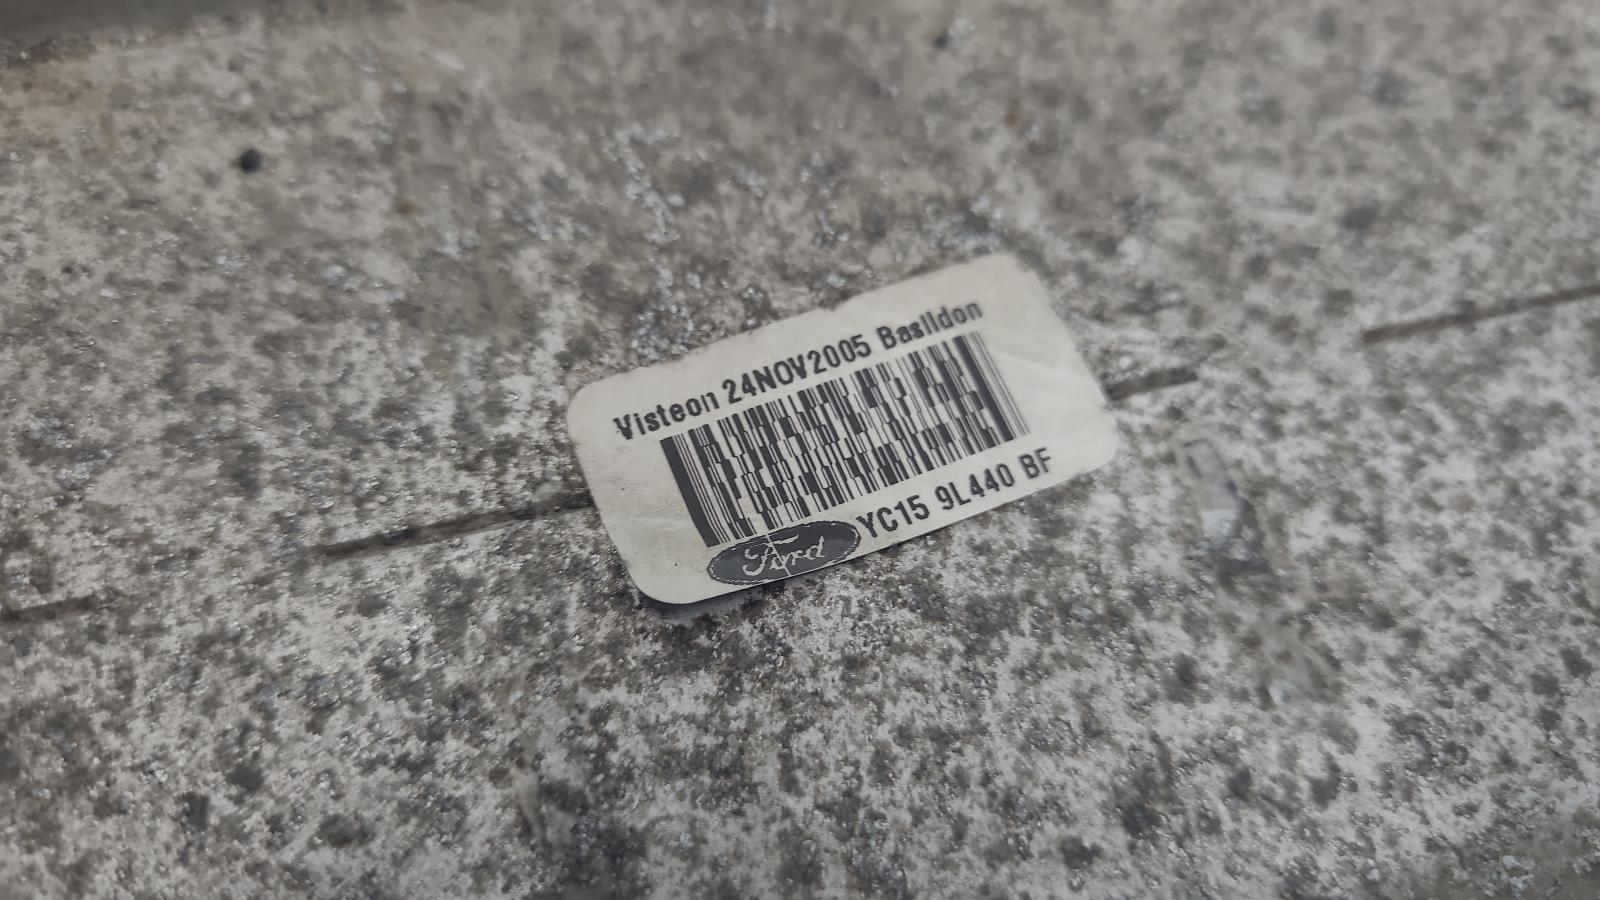 Visteon 24NOV2005 Basildon
Ford YC15 9L440 BF